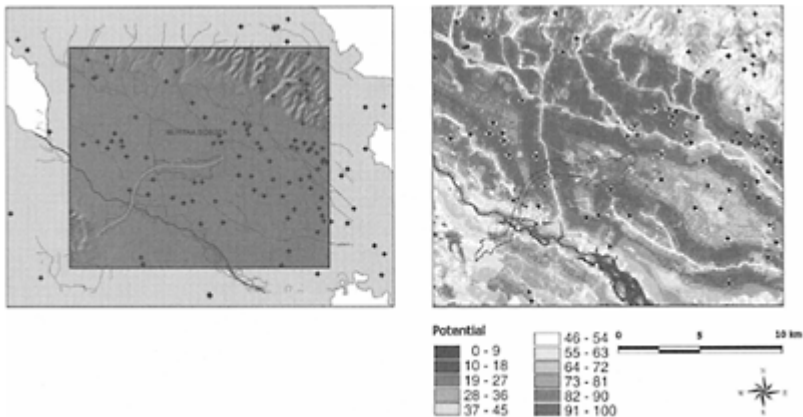 Potential
0 - 9
10 - 18
19 - 27
28 - 36
37 - 45
46 - 54
55 - 63
64 - 72
73 - 81
82 - 90
91 - 100
0 5 10 km
N
W E
S